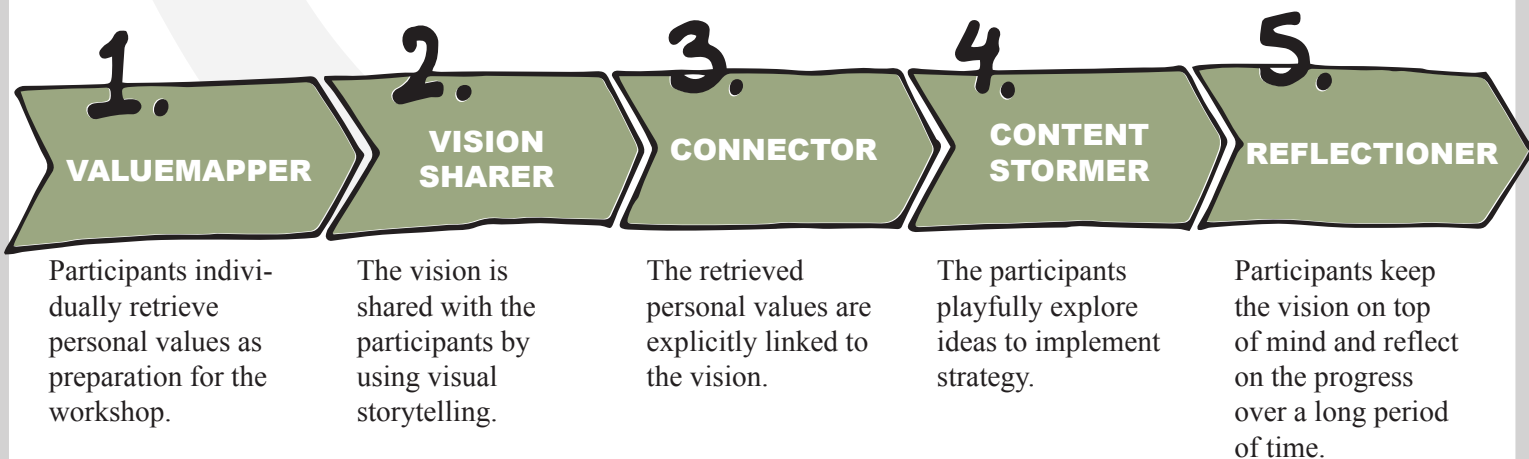 1.
VALUEMAPPER
Participants indivi-
dually retrieve
personal values as
preparation for the
workshop.
2.
VISION
SHARER
The vision is
shared with the
participants by
using visual
storytelling.
3.
CONNECTOR
The retrieved
personal values are
explicitly linked to
the vision.
4.
CONTENT
STORMER
The participants
playfully explore
ideas to implement
strategy.
5.
REFLECTIONER
Participants keep
the vision on top
of mind and reflect
on the progress
over a long period
of time.